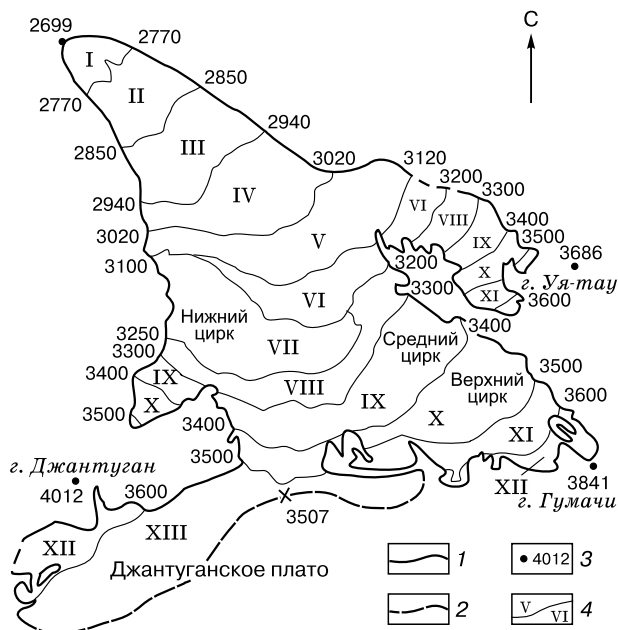 С
2699
2770
I
2850
2770
II
2850
2940
III
3020
3120
3200
3300
2940
IV
VI
VIII
3400
3020
V
IX
3500
3686
3100
3200
X
г. Уя-тау
3300
XI
3600
VI
Нижний
цирк
3400
Средний
цирк
3250
VII
3300
3500
IX
VIII
Верхний
цирк
3400
3600
X
IX
X
3500
3400
XI
г. Джантуган
3500
XII
3841
4012
3600
г. Гумачи
3507
XIII
XII
1
4012 3
Джантуганское плато
2
V VI 4